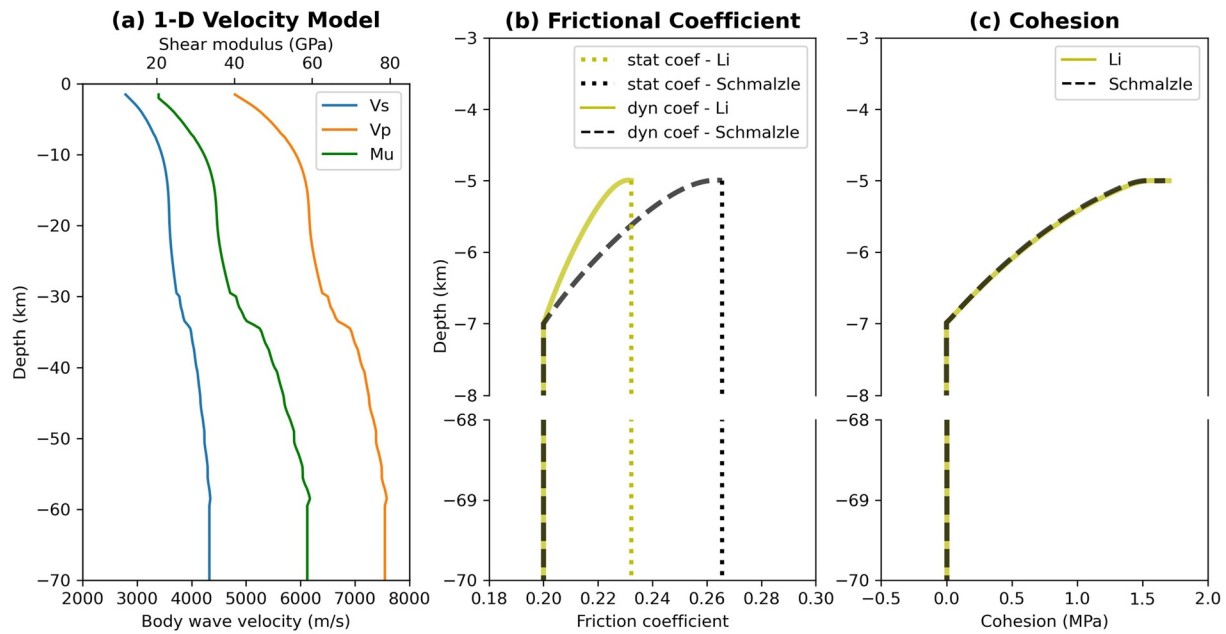 (a) 1-D Velocity Model
Shear modulus (GPa)
20 40 60 80
Vs
Vp
Mu
0
−10
−20
−30
−40
−50
−60
−70
Depth (km)
2000 3000 4000 5000 6000 7000 8000
Body wave velocity (m/s)
(b) Frictional Coefficient
stat coef - Li
stat coef - Schmalzle
dyn coef - Li
dyn coef - Schmalzle
−3
−4
−5
−6
−7
−8
−68
−69
−70
Depth (km)
0.18 0.20 0.22 0.24 0.26 0.28 0.30
Friction coefficient
(c) Cohesion
Li
Schmalzle
−3
−4
−5
−6
−7
−8
−68
−69
−70
−0.5 0.0 0.5 1.0 1.5 2.0
Cohesion (MPa)